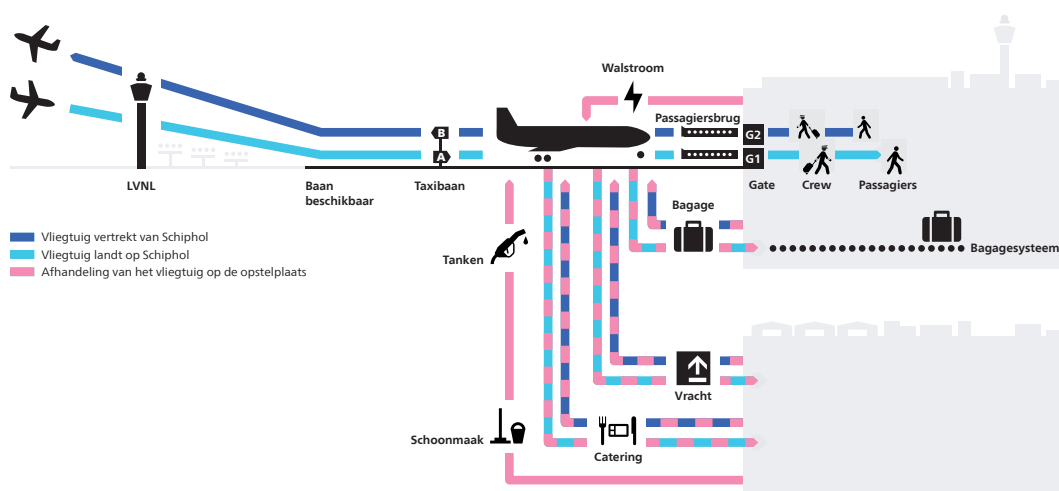 Walstroom
Passagiersbrug
B
A
G2
G1
LVNL
Baan
beschikbaar
Taxibaan
Gate
Crew
Passagiers
Bagage
Bagagesysteem
Vliegtuig vertrekt van Schiphol
Vliegtuig landt op Schiphol
Afhandeling van het vliegtuig op de opstelplaats
Tanken
Vracht
Schoonmaak
Catering